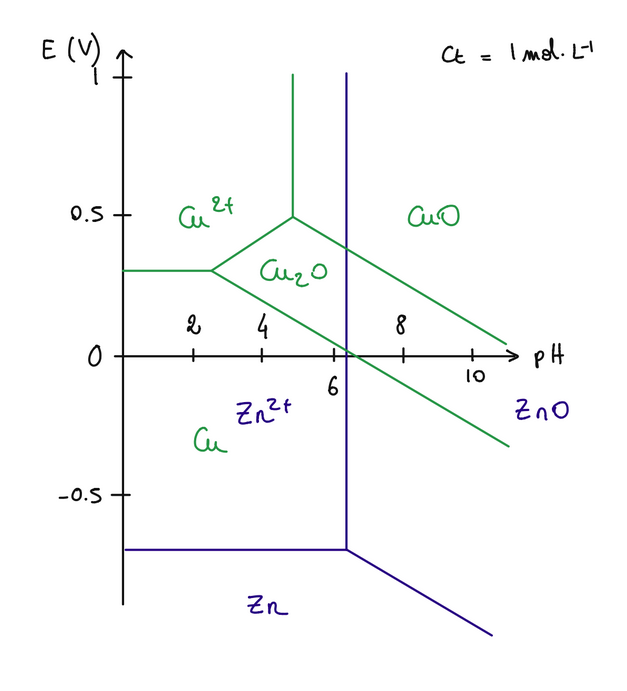 E (V)
Ct = 1 mol. L-1
1
Cu2+
0.5
CuO
Cu2O
2 4 8
0
pH
6
10
Zn2+
ZnO
Cu
-0.5
Zn